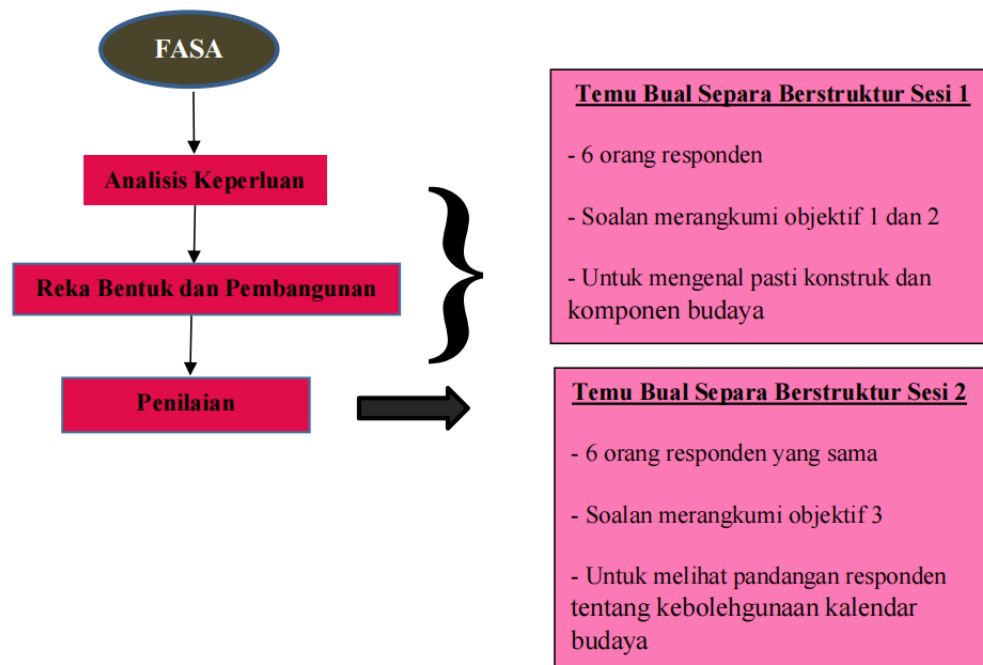 FASA
Analisis Keperluan
Reka Bentuk dan Pembangunan
Penilaian
Temu Bual Separa Berstruktur Sesi 1
- 6 orang responden
- Soalan merangkumi objektif 1 dan 2
- Untuk mengenal pasti konstruk dan
komponen budaya
Temu Bual Separa Berstruktur Sesi 2
- 6 orang responden yang sama
- Soalan merangkumi objektif 3
- Untuk melihat pandangan responden
tentang kebolehgunaan kalendar
budaya